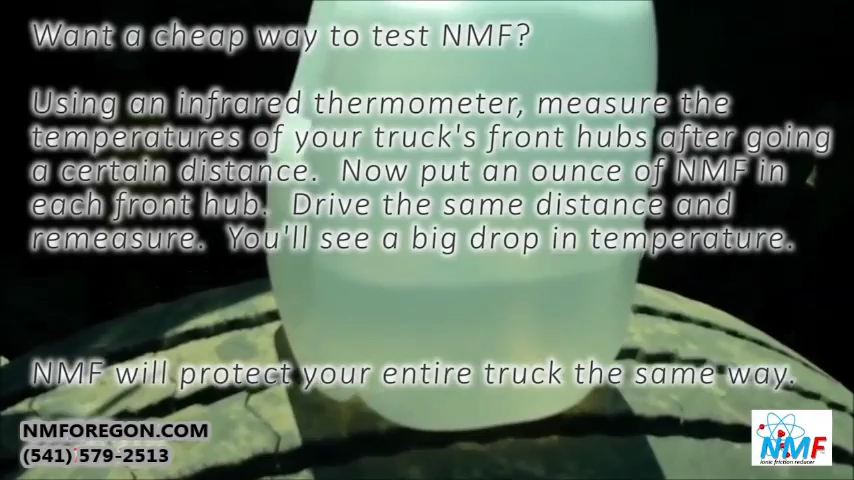 Want a cheap way to test NMF?
Using an infrared thermometer, measure the
temperatures of your truck's front hubs after going
a certain distance. Now put an ounce of NMF in
each front hub. Drive the same distance and
remeasure. You'll see a big drop in temperature.
NMF will protect your entire truck the same way.
NMFOREGON.COM
(541) 579-2513
NMF
ionic friction reducer